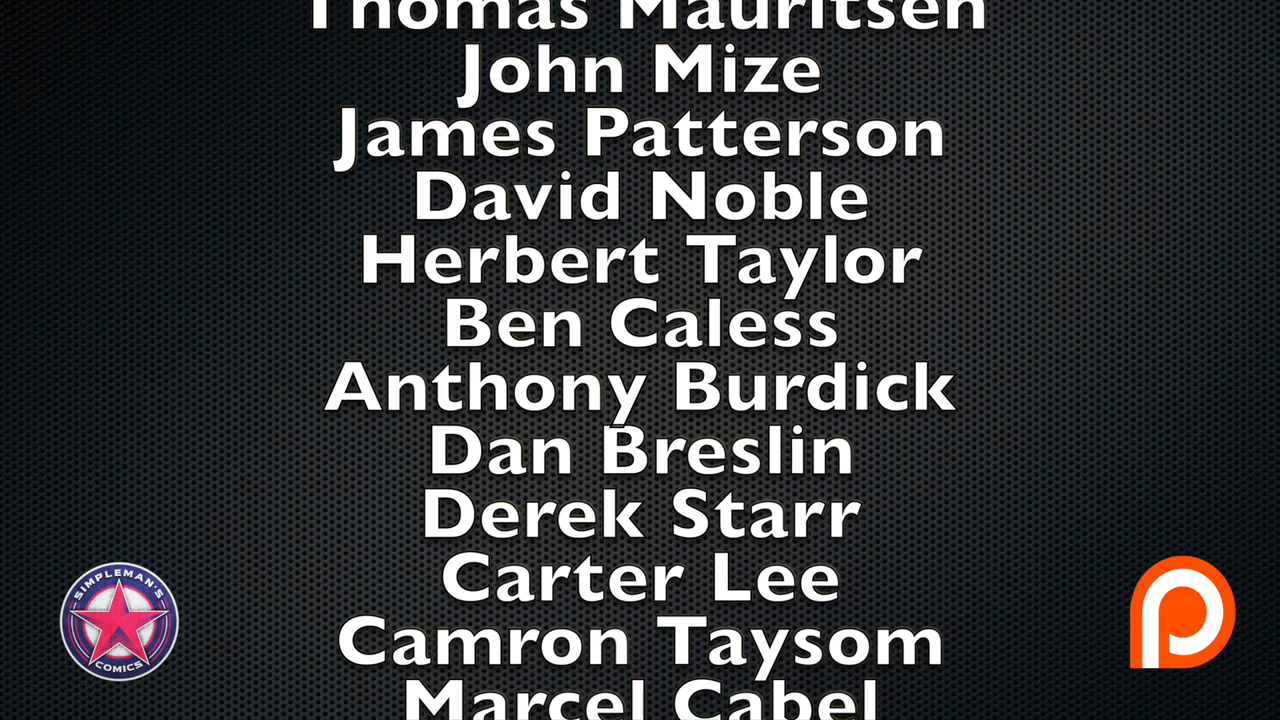 Thomas Mauritsen
John Mize
James Patterson
David Noble
Herbert Taylor
Ben Caless
Anthony Burdick
Dan Breslin
Derek Starr
Carter Lee
Camron Taysom
Marcel Cabel
SIMPLEMAN'S
COMICS